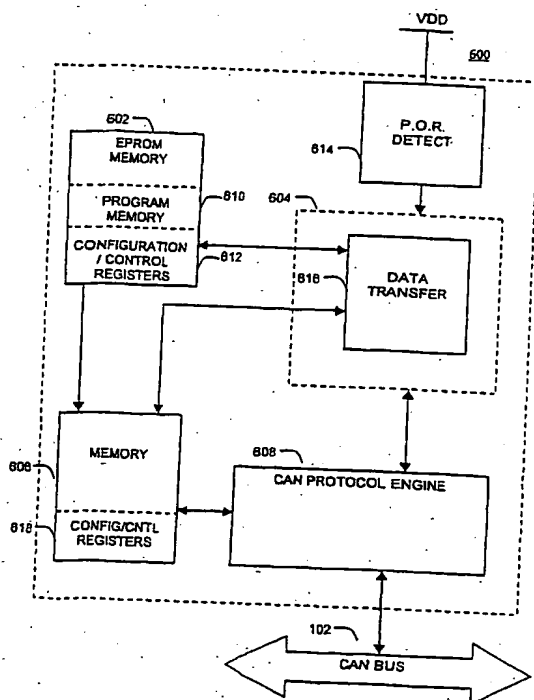 VDD
600
602
EPROM
MEMORY
P.O.R.
DETECT
614
PROGRAM
MEMORY
610
604
CONFIGURATION
/ CONTROL
REGISTERS
612
616
DATA
TRANSFER
606
MEMORY
608
CAN PROTOCOL ENGINE
618
CONFIG/CNTL
REGISTERS
102
CAN BUS